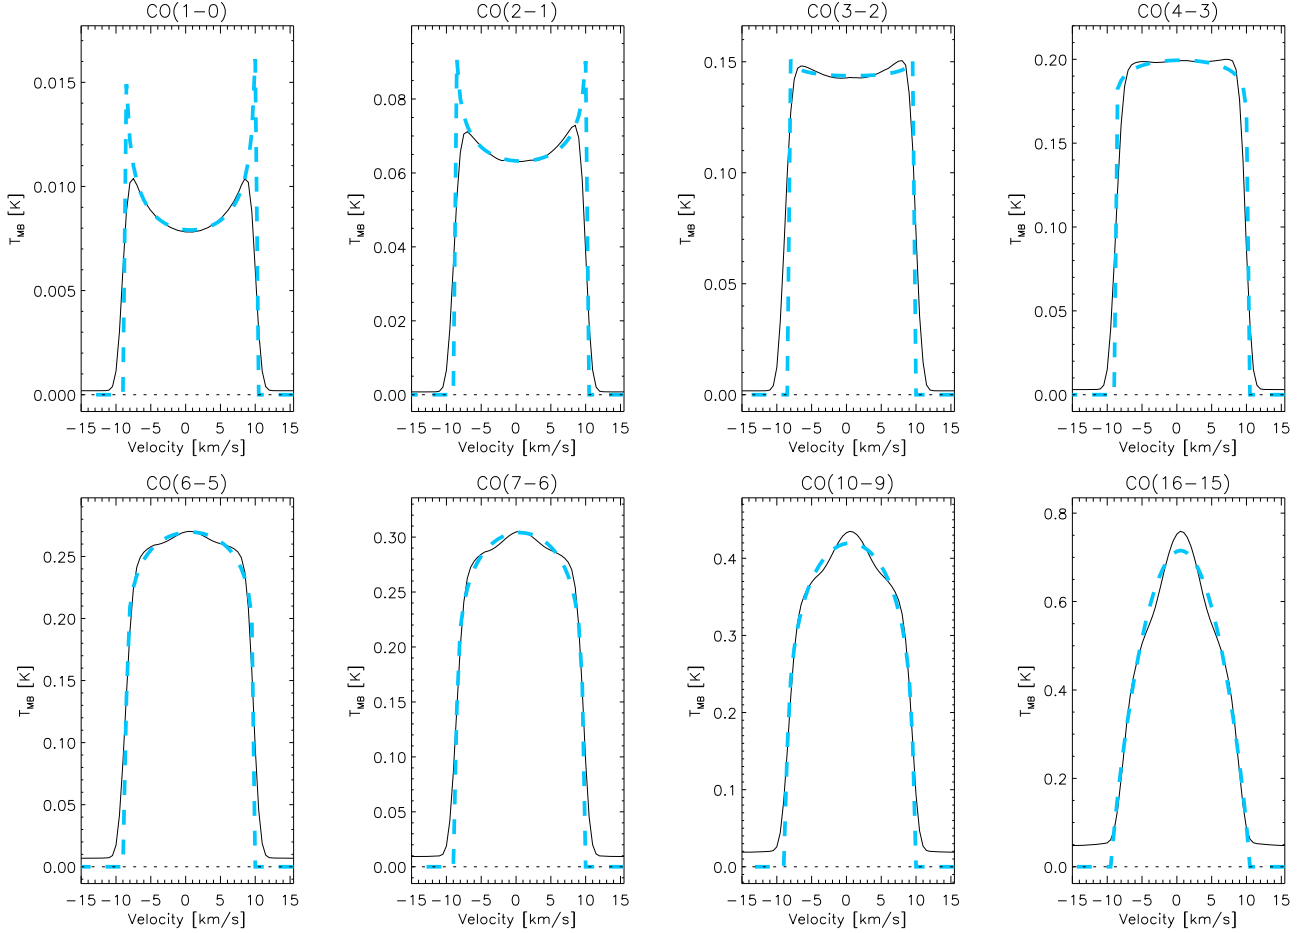 CO(1−0) CO(2−1) CO(3−2) CO(4−3)
0.015 0.08 0.15 0.20
0.010 0.06 0.10 0.15
0.005 0.04 0.05 0.10
0.000 0.02 0.00 0.05
0.00 0.00
T_MB [K] T_MB [K] T_MB [K] T_MB [K]
−15 −10 −5 0 5 10 15 −15 −10 −5 0 5 10 15 −15 −10 −5 0 5 10 15 −15 −10 −5 0 5 10 15
Velocity [km/s] Velocity [km/s] Velocity [km/s] Velocity [km/s]
CO(6−5) CO(7−6) CO(10−9) CO(16−15)
0.25 0.30 0.4 0.8
0.20 0.25 0.3 0.6
0.15 0.20 0.2 0.4
0.10 0.15 0.1 0.2
0.05 0.10 0.0 0.0
0.00 0.05
0.00
T_MB [K] T_MB [K] T_MB [K] T_MB [K]
−15 −10 −5 0 5 10 15 −15 −10 −5 0 5 10 15 −15 −10 −5 0 5 10 15 −15 −10 −5 0 5 10 15
Velocity [km/s] Velocity [km/s] Velocity [km/s] Velocity [km/s]